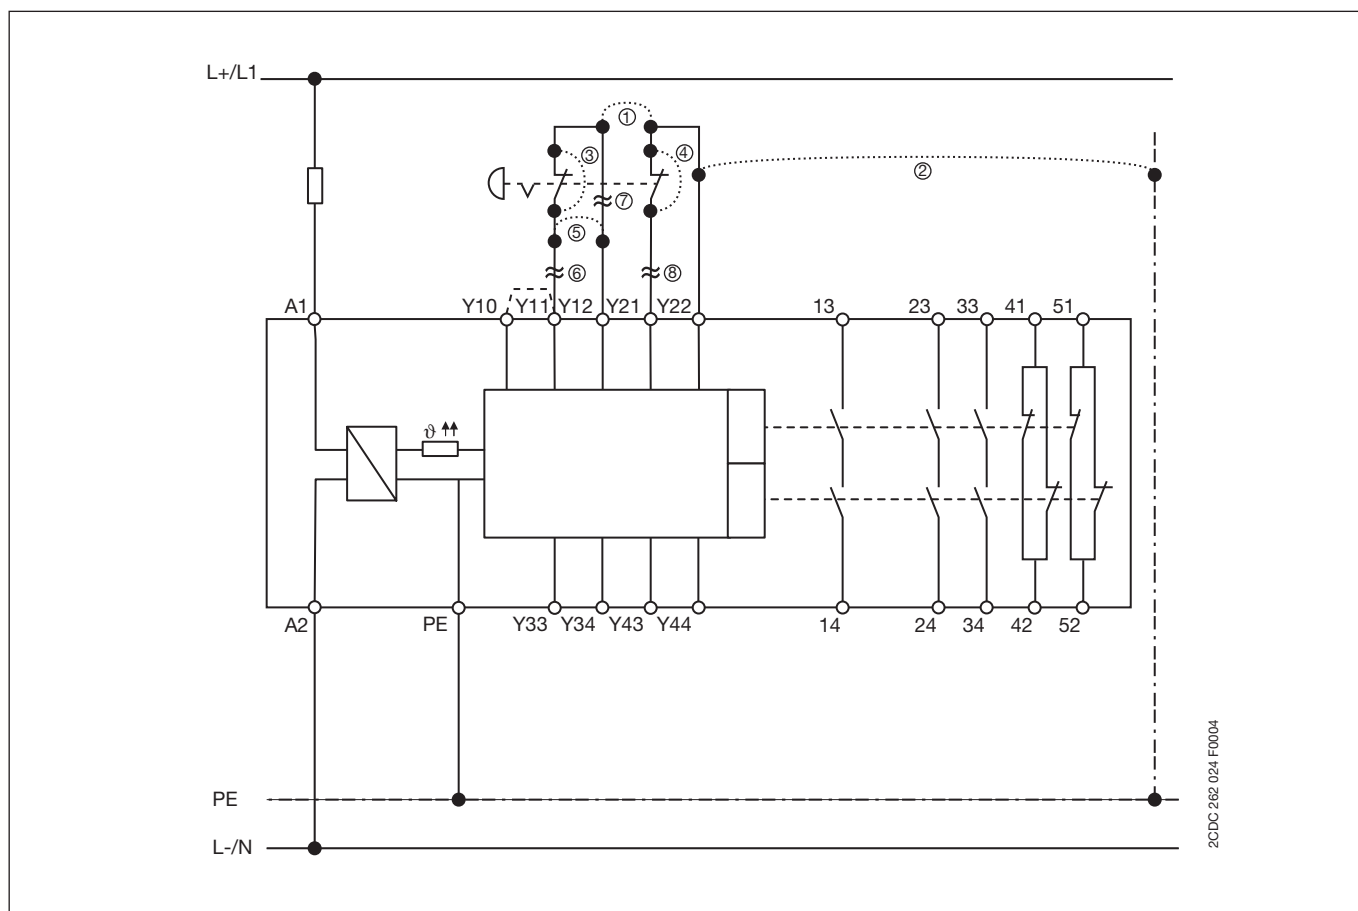 L+/L1
①
③
④
②
⑦
⑤
⑥
⑧
A1
Y10
Y11
Y12
Y21
Y22
13
23
33
41
51
ϑ
A2
PE
Y33
Y34
Y43
Y44
14
24
34
42
52
PE
L-/N
2CDC 262 024 F0004